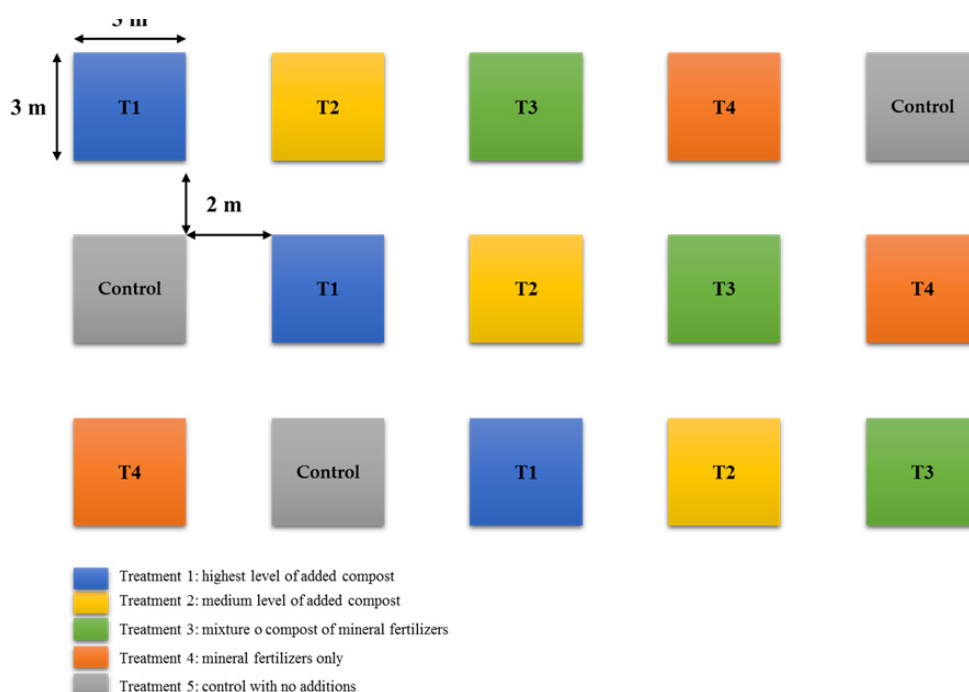 3 m
3 m
T1
T2
T3
T4
Control
2 m
Control
T1
T2
T3
T4
T4
Control
T1
T2
T3
Treatment 1: highest level of added compost
Treatment 2: medium level of added compost
Treatment 3: mixture o compost of mineral fertilizers
Treatment 4: mineral fertilizers only
Treatment 5: control with no additions